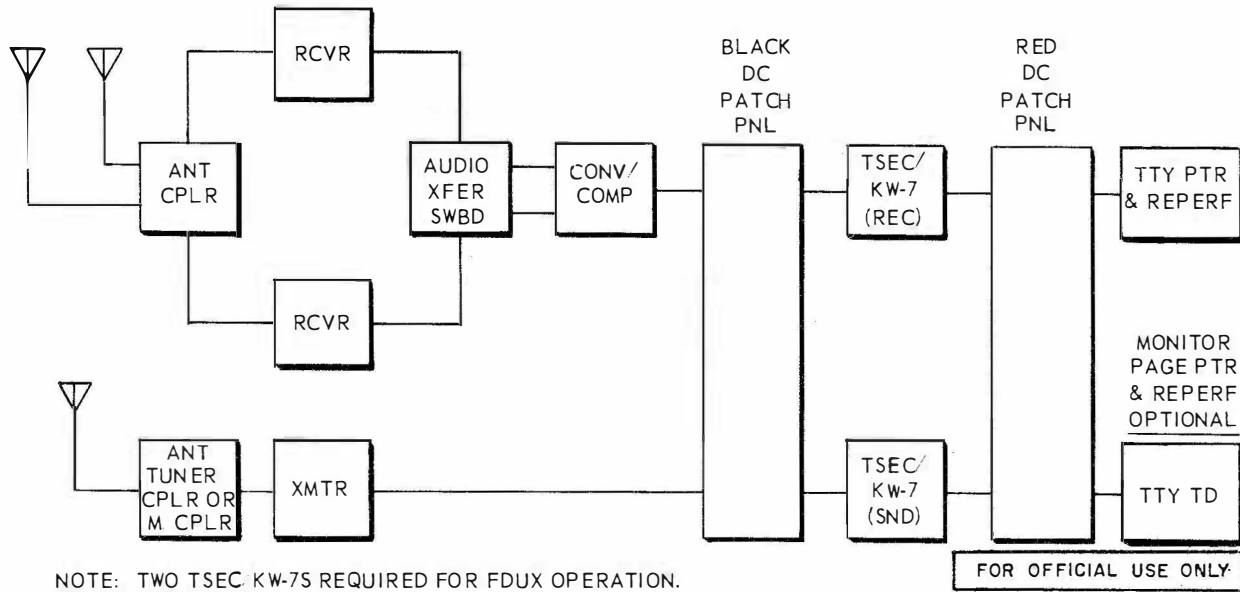 RCVR
BLACK
DC
PATCH
PNL
RED
DC
PATCH
PNL
ANT
CPLR
AUDIO
XFER
SWBD
CONV/
COMP
TSEC/
KW-7
(REC)
TTY PTR
& REPERF
RCVR
MONITOR
PAGE PTR
& REPERF
OPTIONAL
ANT
TUNER
CPLR OR
M. CPLR
XMTR
TSEC/
KW-7
(SND)
TTY TD
NOTE: TWO TSEC/KW-7S REQUIRED FOR FDUX OPERATION.
FOR OFFICIAL USE ONLY